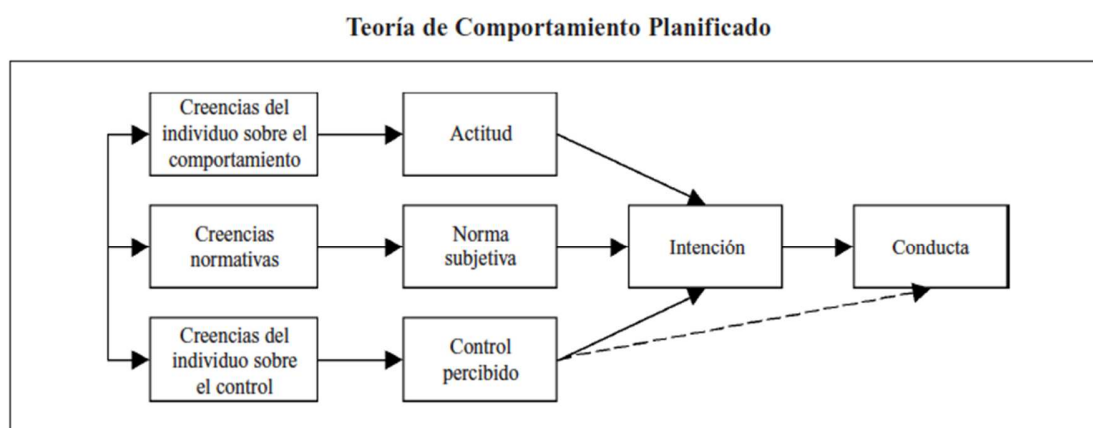 Teoría de Comportamiento Planificado
Creencias del
individuo sobre el
comportamiento
Actitud
Creencias
normativas
Norma
subjetiva
Intención
Conducta
Creencias del
individuo sobre
el control
Control
percibido